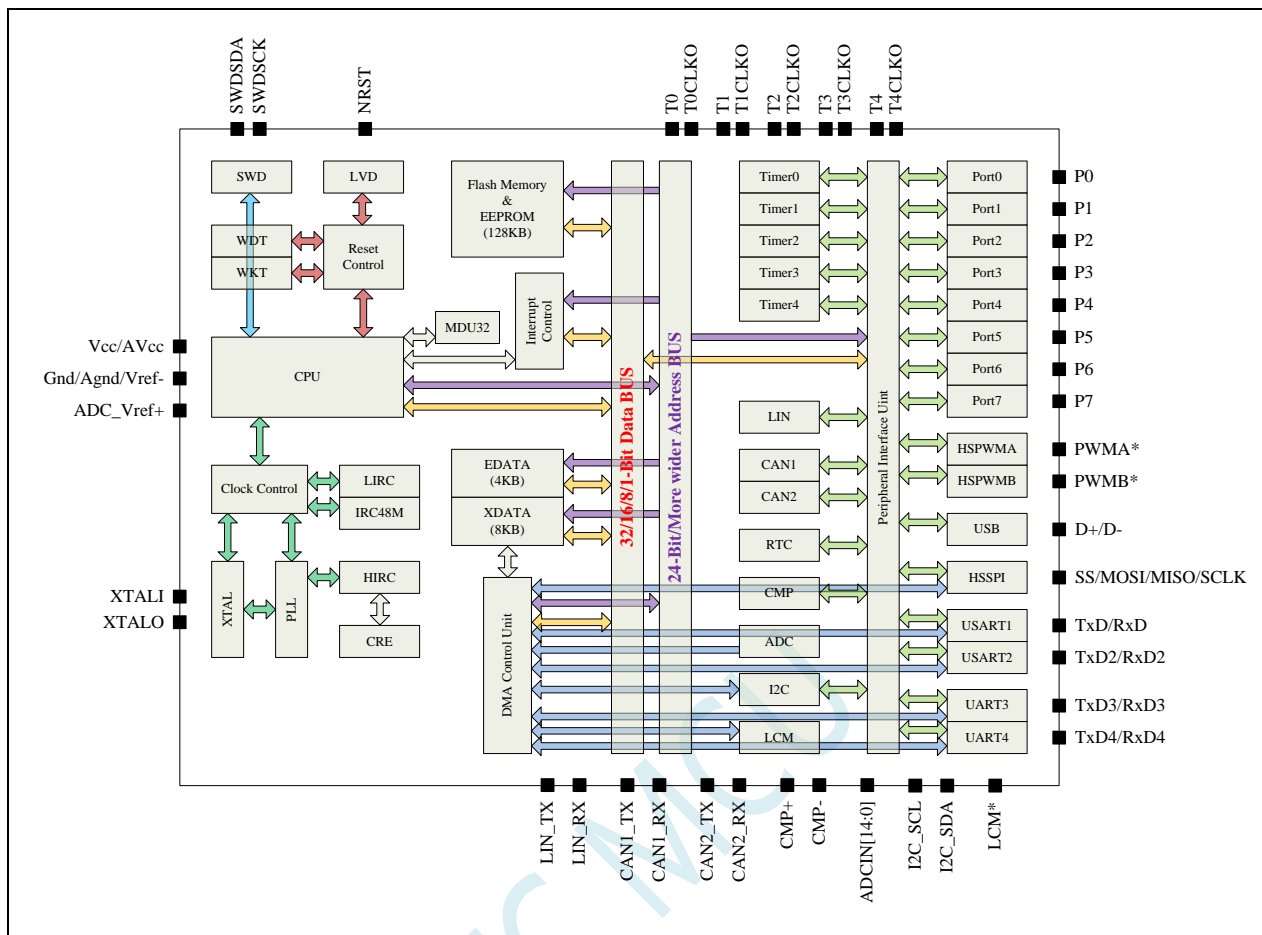 SWDSDA
SWDSCK
NRST
T0
T0CLKO
T1
T1CLKO
T2
T2CLKO
T3
T3CLKO
T4
T4CLKO
SWD
LVD
WDT
WKT
Reset
Control
Flash Memory
&
EEPROM
(128KB)
Interrupt
Control
MDU32
CPU
Vcc/AVcc
Gnd/Agnd/Vref-
ADC_Vref+
Clock Control
LIRC
IRC48M
XTAL
PLL
HIRC
CRE
XTALI
XTALO
EDATA
(4KB)
XDATA
(8KB)
DMA Control Unit
32/16/8/1-Bit Data BUS
24-Bit/More wider Address BUS
Timer0
Timer1
Timer2
Timer3
Timer4
LIN
CAN1
CAN2
RTC
CMP
ADC
I2C
LCM
Peripheral Interface Uint
Port0
Port1
Port2
Port3
Port4
Port5
Port6
Port7
HSPWMA
HSPWMB
USB
HSSPI
USART1
USART2
UART3
UART4
P0
P1
P2
P3
P4
P5
P6
P7
PWMA*
PWMB*
D+/D-
SS/MOSI/MISO/SCLK
TxD/RxD
TxD2/RxD2
TxD3/RxD3
TxD4/RxD4
LIN_TX
LIN_RX
CAN1_TX
CAN1_RX
CAN2_TX
CAN2_RX
CMP+
CMP-
ADCIN[14:0]
I2C_SCL
I2C_SDA
LCM*
MCU